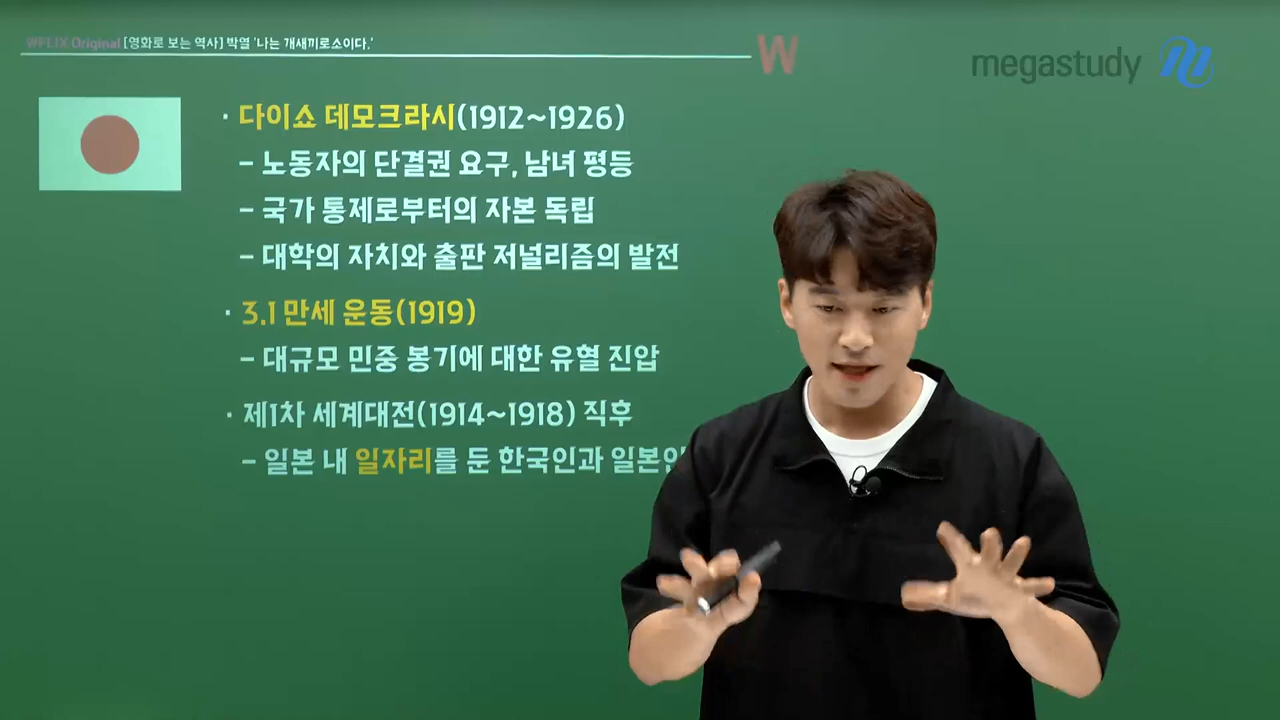 WFLIX Original [영화로 보는 역사] 박열 '나는 개새끼로소이다.'
W
megastudy
· 다이쇼 데모크라시(1912~1926)
- 노동자의 단결권 요구, 남녀 평등
- 국가 통제로부터의 자본 독립
- 대학의 자치와 출판 저널리즘의 발전
· 3.1 만세 운동(1919)
- 대규모 민중 봉기에 대한 유혈 진압
· 제1차 세계대전(1914~1918) 직후
- 일본 내 일자리를 둔 한국인과 일본인